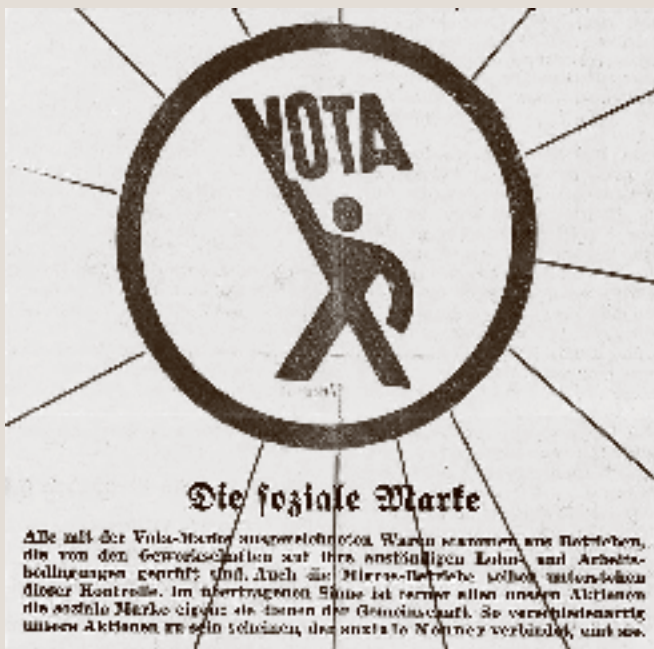 VOTA
Die soziale Marke
Alle mit der Vota-Marke ausgezeichneten Waren stammen aus Betrieben,
die von den Gewerkschaften auf ihre anständigen Lohn- und Arbeits-
bedingungen geprüft sind. Auch die Migros-Betriebe selber unterstehen
dieser Kontrolle. Im übertragenen Sinne ist ferner allen unsern Aktionen
die soziale Marke eigen: sie dienen der Gemeinschaft. So verschiedenartig
unsere Aktionen zu sein scheinen, der soziale Nenner verbindet, eint sie.